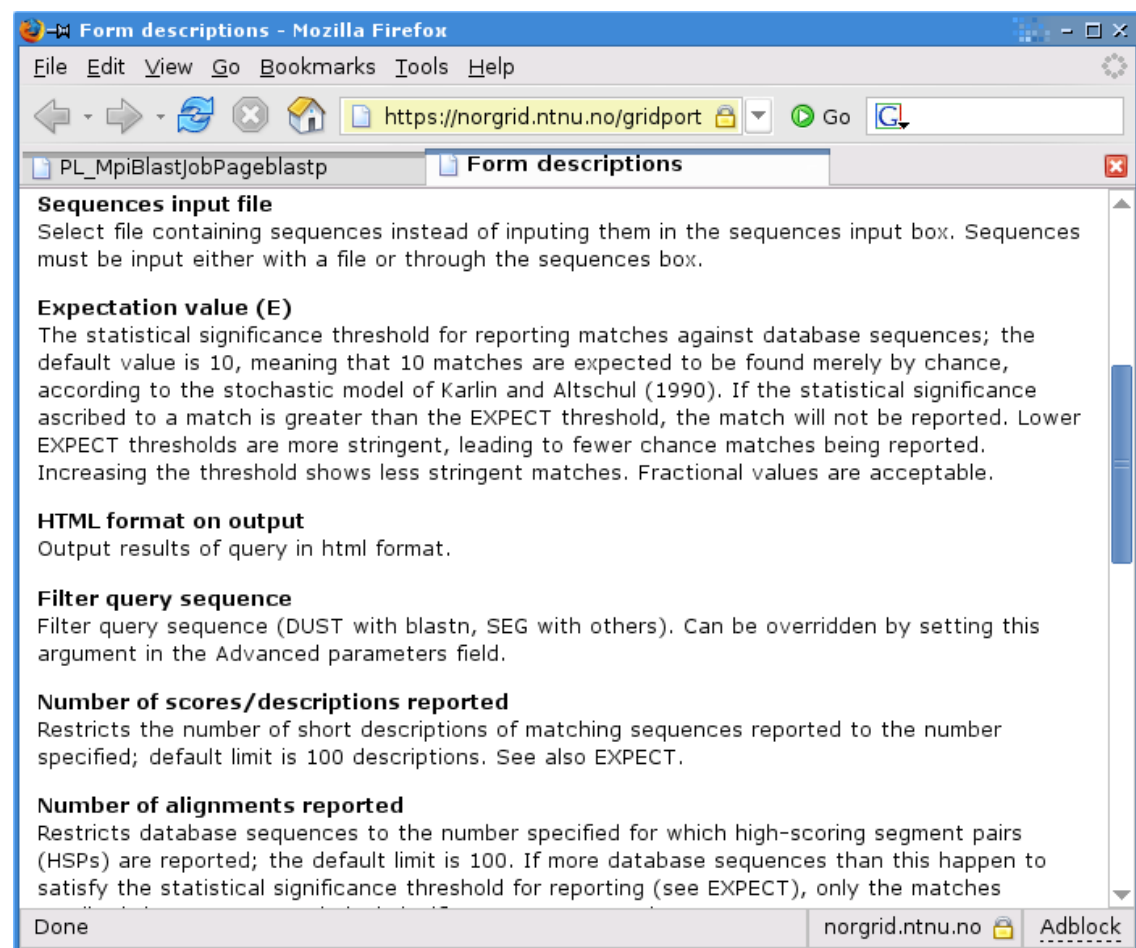 Form descriptions - Mozilla Firefox
File Edit View Go Bookmarks Tools Help
https://norgrid.ntnu.no/gridport Go G
PL_MpiBlastJobPageblastp Form descriptions
Sequences input file
Select file containing sequences instead of inputing them in the sequences input box. Sequences
must be input either with a file or through the sequences box.
Expectation value (E)
The statistical significance threshold for reporting matches against database sequences; the
default value is 10, meaning that 10 matches are expected to be found merely by chance,
according to the stochastic model of Karlin and Altschul (1990). If the statistical significance
ascribed to a match is greater than the EXPECT threshold, the match will not be reported. Lower
EXPECT thresholds are more stringent, leading to fewer chance matches being reported.
Increasing the threshold shows less stringent matches. Fractional values are acceptable.
HTML format on output
Output results of query in html format.
Filter query sequence
Filter query sequence (DUST with blastn, SEG with others). Can be overridden by setting this
argument in the Advanced parameters field.
Number of scores/descriptions reported
Restricts the number of short descriptions of matching sequences reported to the number
specified; default limit is 100 descriptions. See also EXPECT.
Number of alignments reported
Restricts database sequences to the number specified for which high-scoring segment pairs
(HSPs) are reported; the default limit is 100. If more database sequences than this happen to
satisfy the statistical significance threshold for reporting (see EXPECT), only the matches
Done norgrid.ntnu.no Adblock